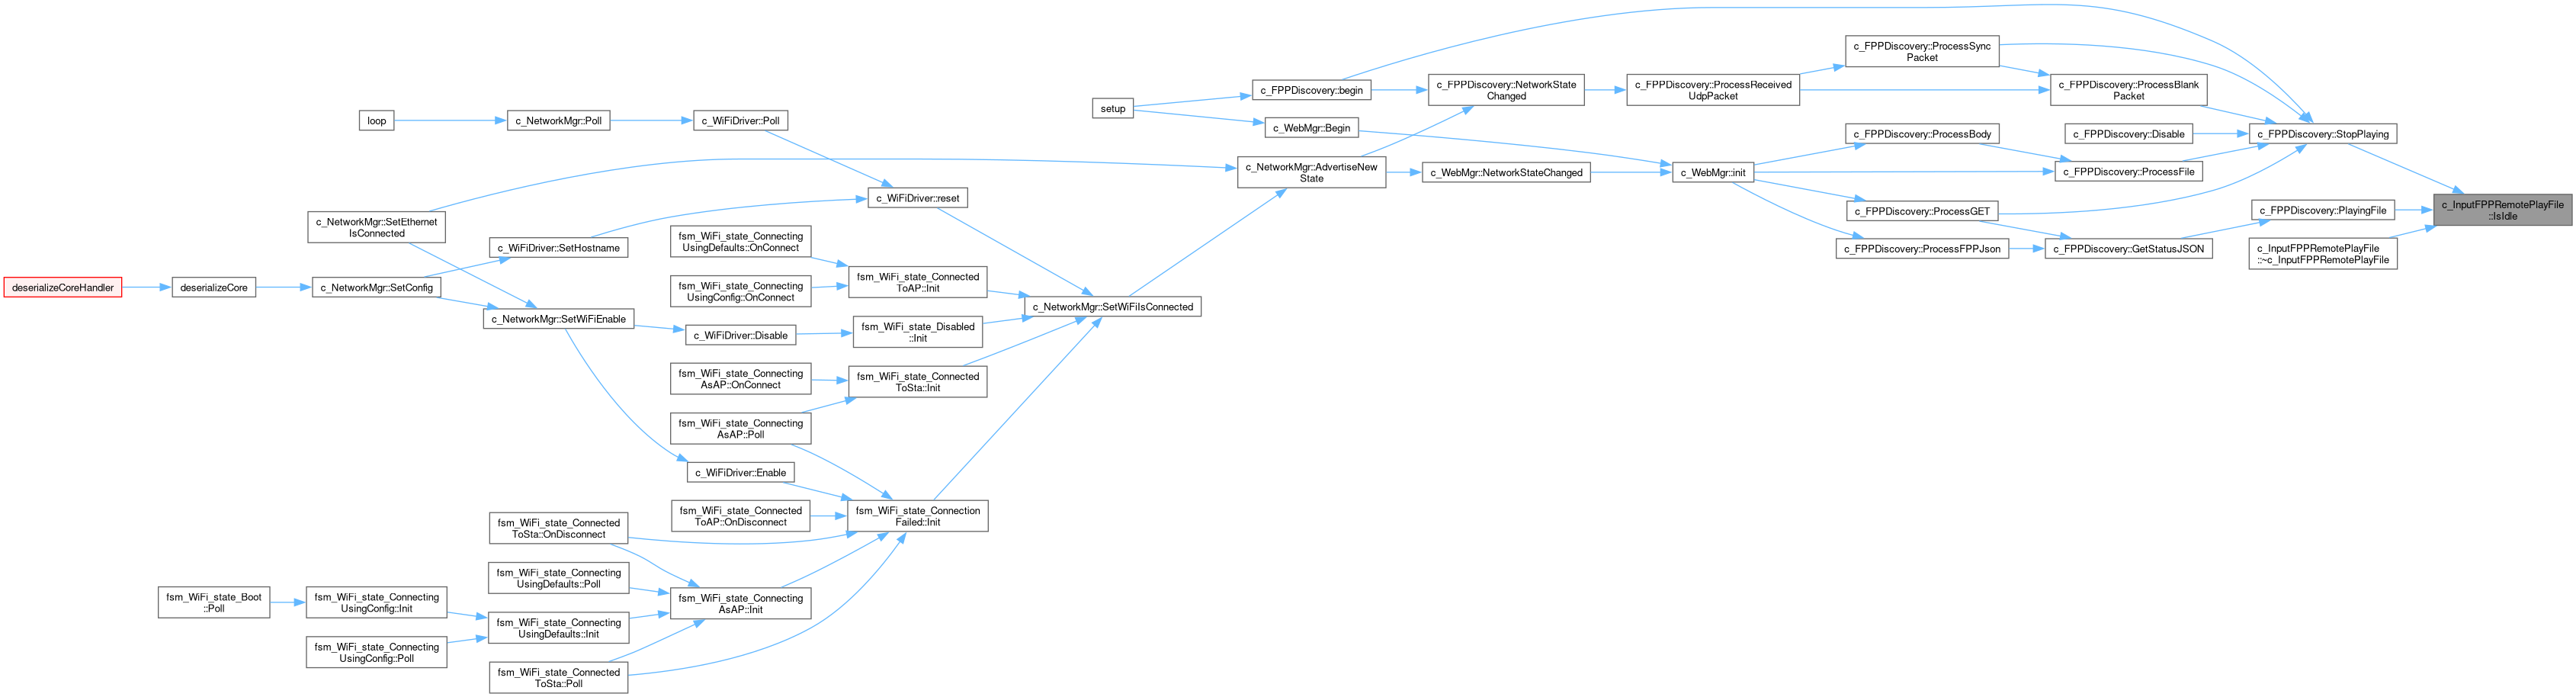 c_FPPDiscovery::ProcessSync
Packet
c_FPPDiscovery::begin
c_FPPDiscovery::NetworkState
Changed
c_FPPDiscovery::ProcessReceived
UdpPacket
c_FPPDiscovery::ProcessBlank
Packet
setup
loop
c_NetworkMgr::Poll
c_WiFiDriver::Poll
c_WebMgr::Begin
c_FPPDiscovery::ProcessBody
c_FPPDiscovery::Disable
c_FPPDiscovery::StopPlaying
c_NetworkMgr::AdvertiseNew
State
c_WebMgr::NetworkStateChanged
c_WebMgr::init
c_FPPDiscovery::ProcessFile
c_WiFiDriver::reset
c_FPPDiscovery::ProcessGET
c_FPPDiscovery::PlayingFile
c_InputFPPRemotePlayFile
::IsIdle
c_NetworkMgr::SetEthernet
IsConnected
c_WiFiDriver::SetHostname
fsm_WiFi_state_Connecting
UsingDefaults::OnConnect
c_FPPDiscovery::ProcessFPPJson
c_FPPDiscovery::GetStatusJSON
c_InputFPPRemotePlayFile
::~c_InputFPPRemotePlayFile
deserializeCoreHandler
deserializeCore
c_NetworkMgr::SetConfig
fsm_WiFi_state_Connecting
UsingConfig::OnConnect
fsm_WiFi_state_Connected
ToAP::Init
c_NetworkMgr::SetWiFiIsConnected
c_NetworkMgr::SetWiFiEnable
c_WiFiDriver::Disable
fsm_WiFi_state_Disabled
::Init
fsm_WiFi_state_Connecting
AsAP::OnConnect
fsm_WiFi_state_Connected
ToSta::Init
fsm_WiFi_state_Connecting
AsAP::Poll
c_WiFiDriver::Enable
fsm_WiFi_state_Connected
ToSta::OnDisconnect
fsm_WiFi_state_Connected
ToAP::OnDisconnect
fsm_WiFi_state_Connection
Failed::Init
fsm_WiFi_state_Connecting
UsingDefaults::Poll
fsm_WiFi_state_Boot
::Poll
fsm_WiFi_state_Connecting
UsingConfig::Init
fsm_WiFi_state_Connecting
AsAP::Init
fsm_WiFi_state_Connecting
UsingDefaults::Init
fsm_WiFi_state_Connecting
UsingConfig::Poll
fsm_WiFi_state_Connected
ToSta::Poll